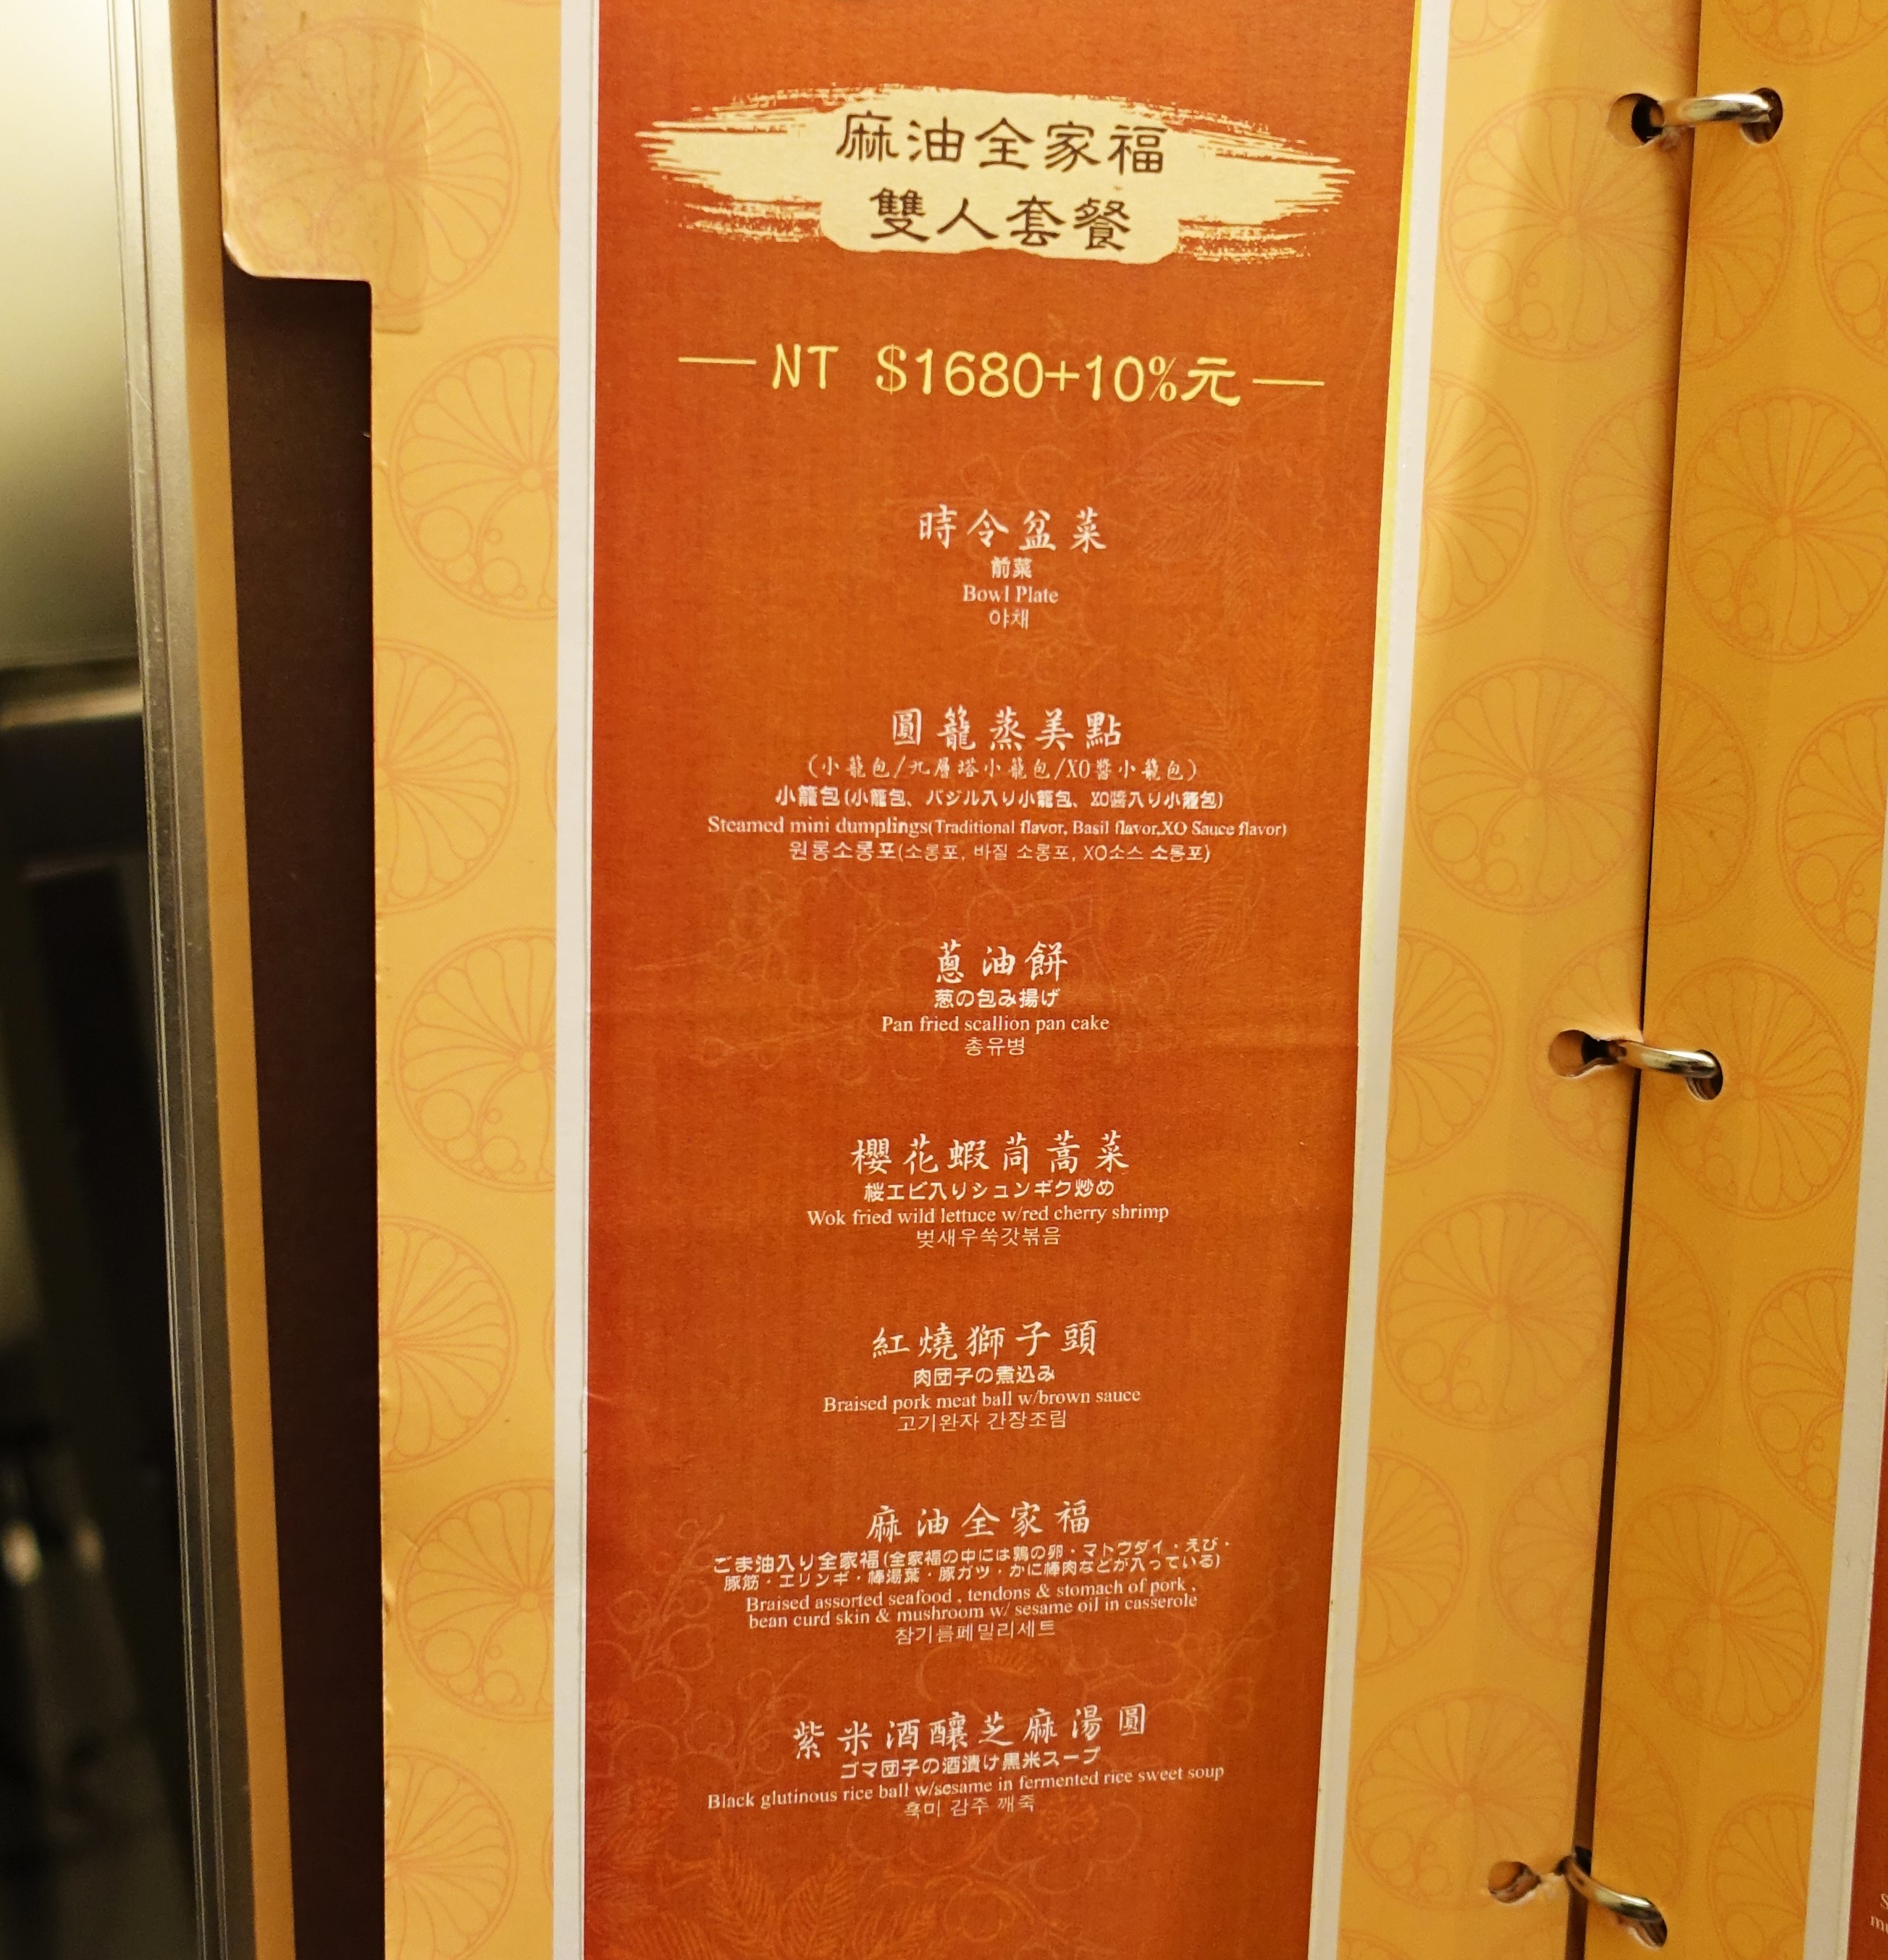 麻油全家福
雙人套餐
NT $1680+10%元
時令盆菜
前菜
Bowl Plate
야채
圓籠蒸美點
(小籠包/九層塔小籠包/XO醬小籠包)
小籠包(小籠包、バジル入り小籠包、XO醬入り小籠包)
Steamed mini dumplings(Traditional flavor, Basil flavor,XO Sauce flavor)
원롱소롱포(소롱포, 바질 소롱포, XO소스 소롱포)
蔥油餅
葱の包み揚げ
Pan fried scallion pan cake
총유병
櫻花蝦茼蒿菜
桜エビ入りシュンギク炒め
Wok fried wild lettuce w/red cherry shrimp
벚새우쑥갓볶음
紅燒獅子頭
肉団子の煮込み
Braised pork meat ball w/brown sauce
고기완자 간장조림
麻油全家福
ごま油入り全家福(全家福の中には鶉の卵・マトウダイ・えび・
豚筋・エリンギ・棒湯葉・豚ガツ・かに棒肉などが入っている)
Braised assorted seafood , tendons & stomach of pork ,
bean curd skin & mushroom w/ sesame oil in casserole
참기름페밀리세트
紫米酒釀芝麻湯圓
ゴマ団子の酒漬け黒米スープ
Black glutinous rice ball w/sesame in fermented rice sweet soup
흑미 감주 깨죽